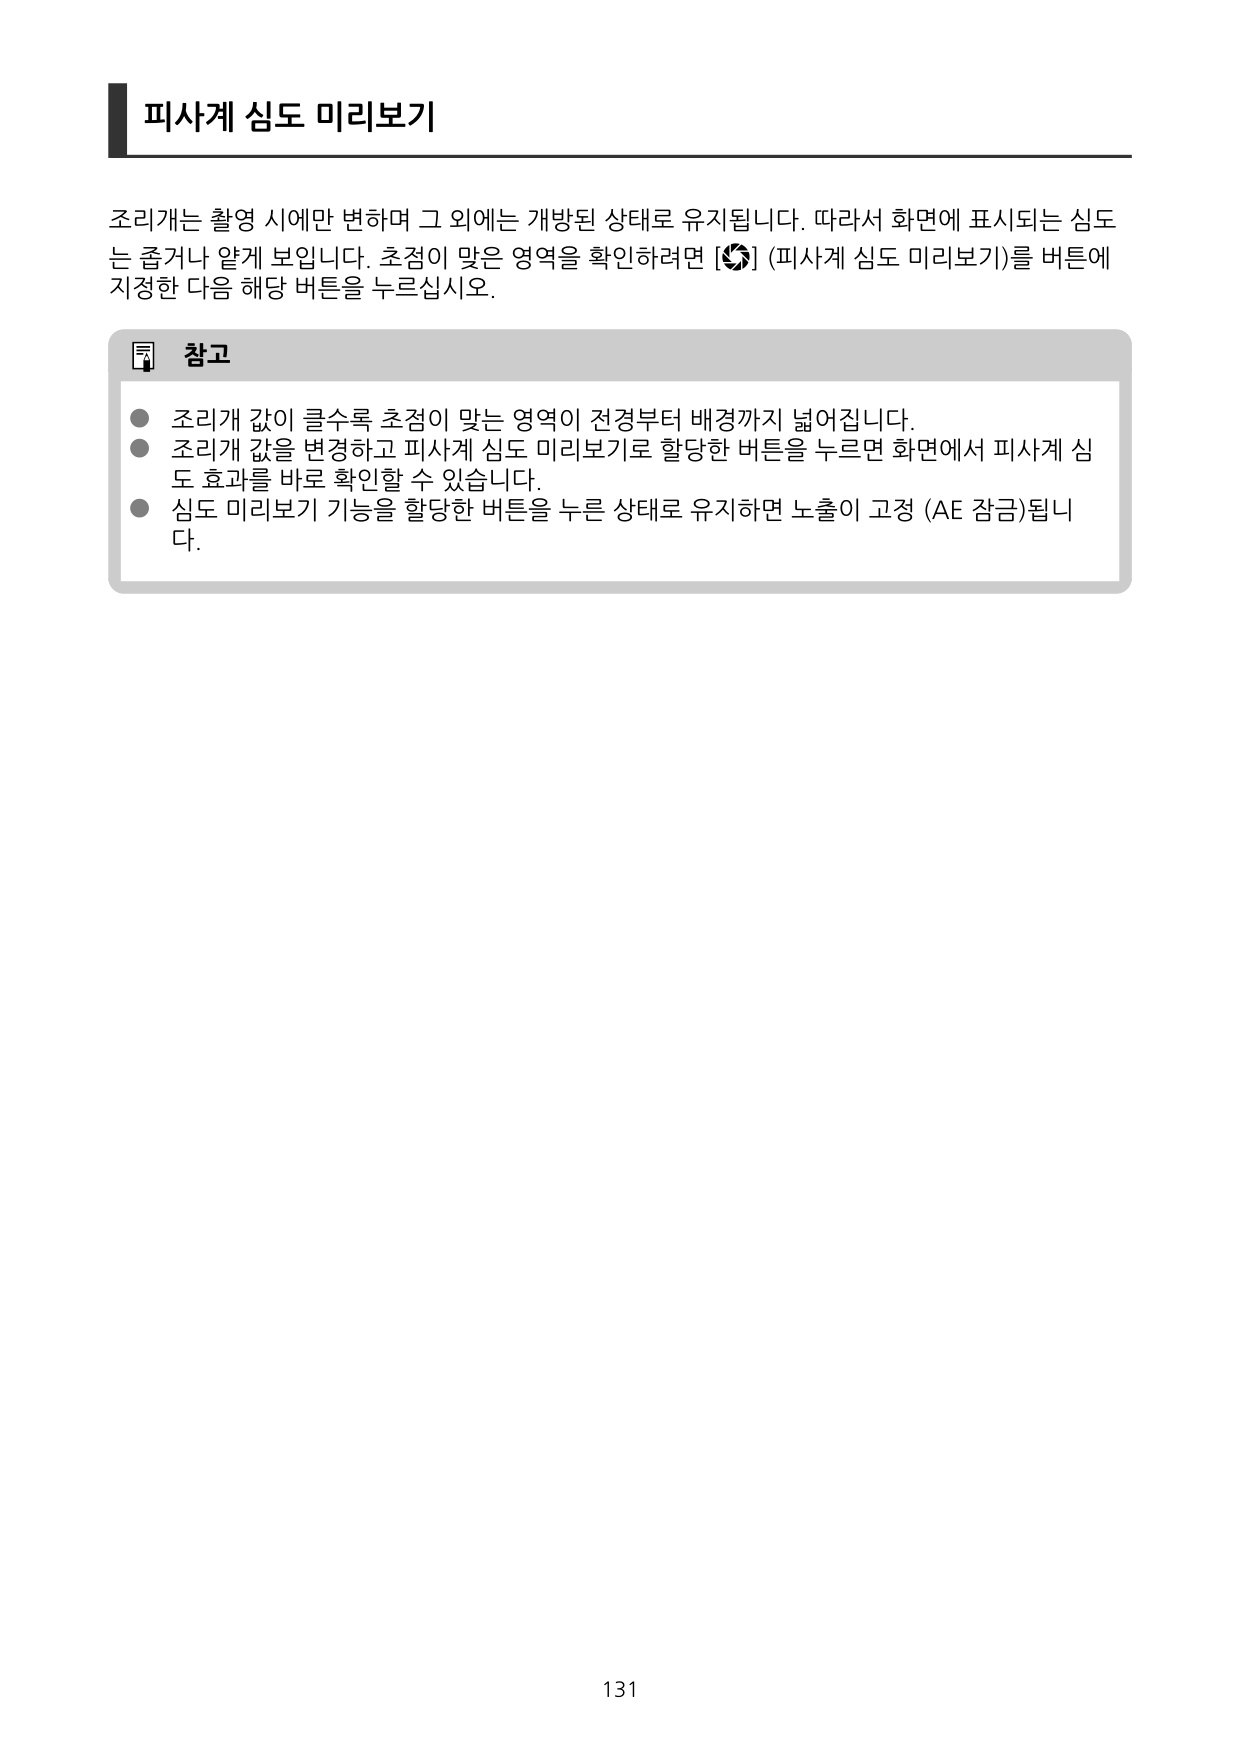 피사계 심도 미리보기
조리개는 촬영 시에만 변하며 그 외에는 개방된 상태로 유지됩니다. 따라서 화면에 표시되는 심도
는 좁거나 얕게 보입니다. 초점이 맞은 영역을 확인하려면 [] (피사계 심도 미리보기)를 버튼에
지정한 다음 해당 버튼을 누르십시오.
참고
● 조리개 값이 클수록 초점이 맞는 영역이 전경부터 배경까지 넓어집니다.
● 조리개 값을 변경하고 피사계 심도 미리보기로 할당한 버튼을 누르면 화면에서 피사계 심
도 효과를 바로 확인할 수 있습니다.
● 심도 미리보기 기능을 할당한 버튼을 누른 상태로 유지하면 노출이 고정 (AE 잠금)됩니
다.
131